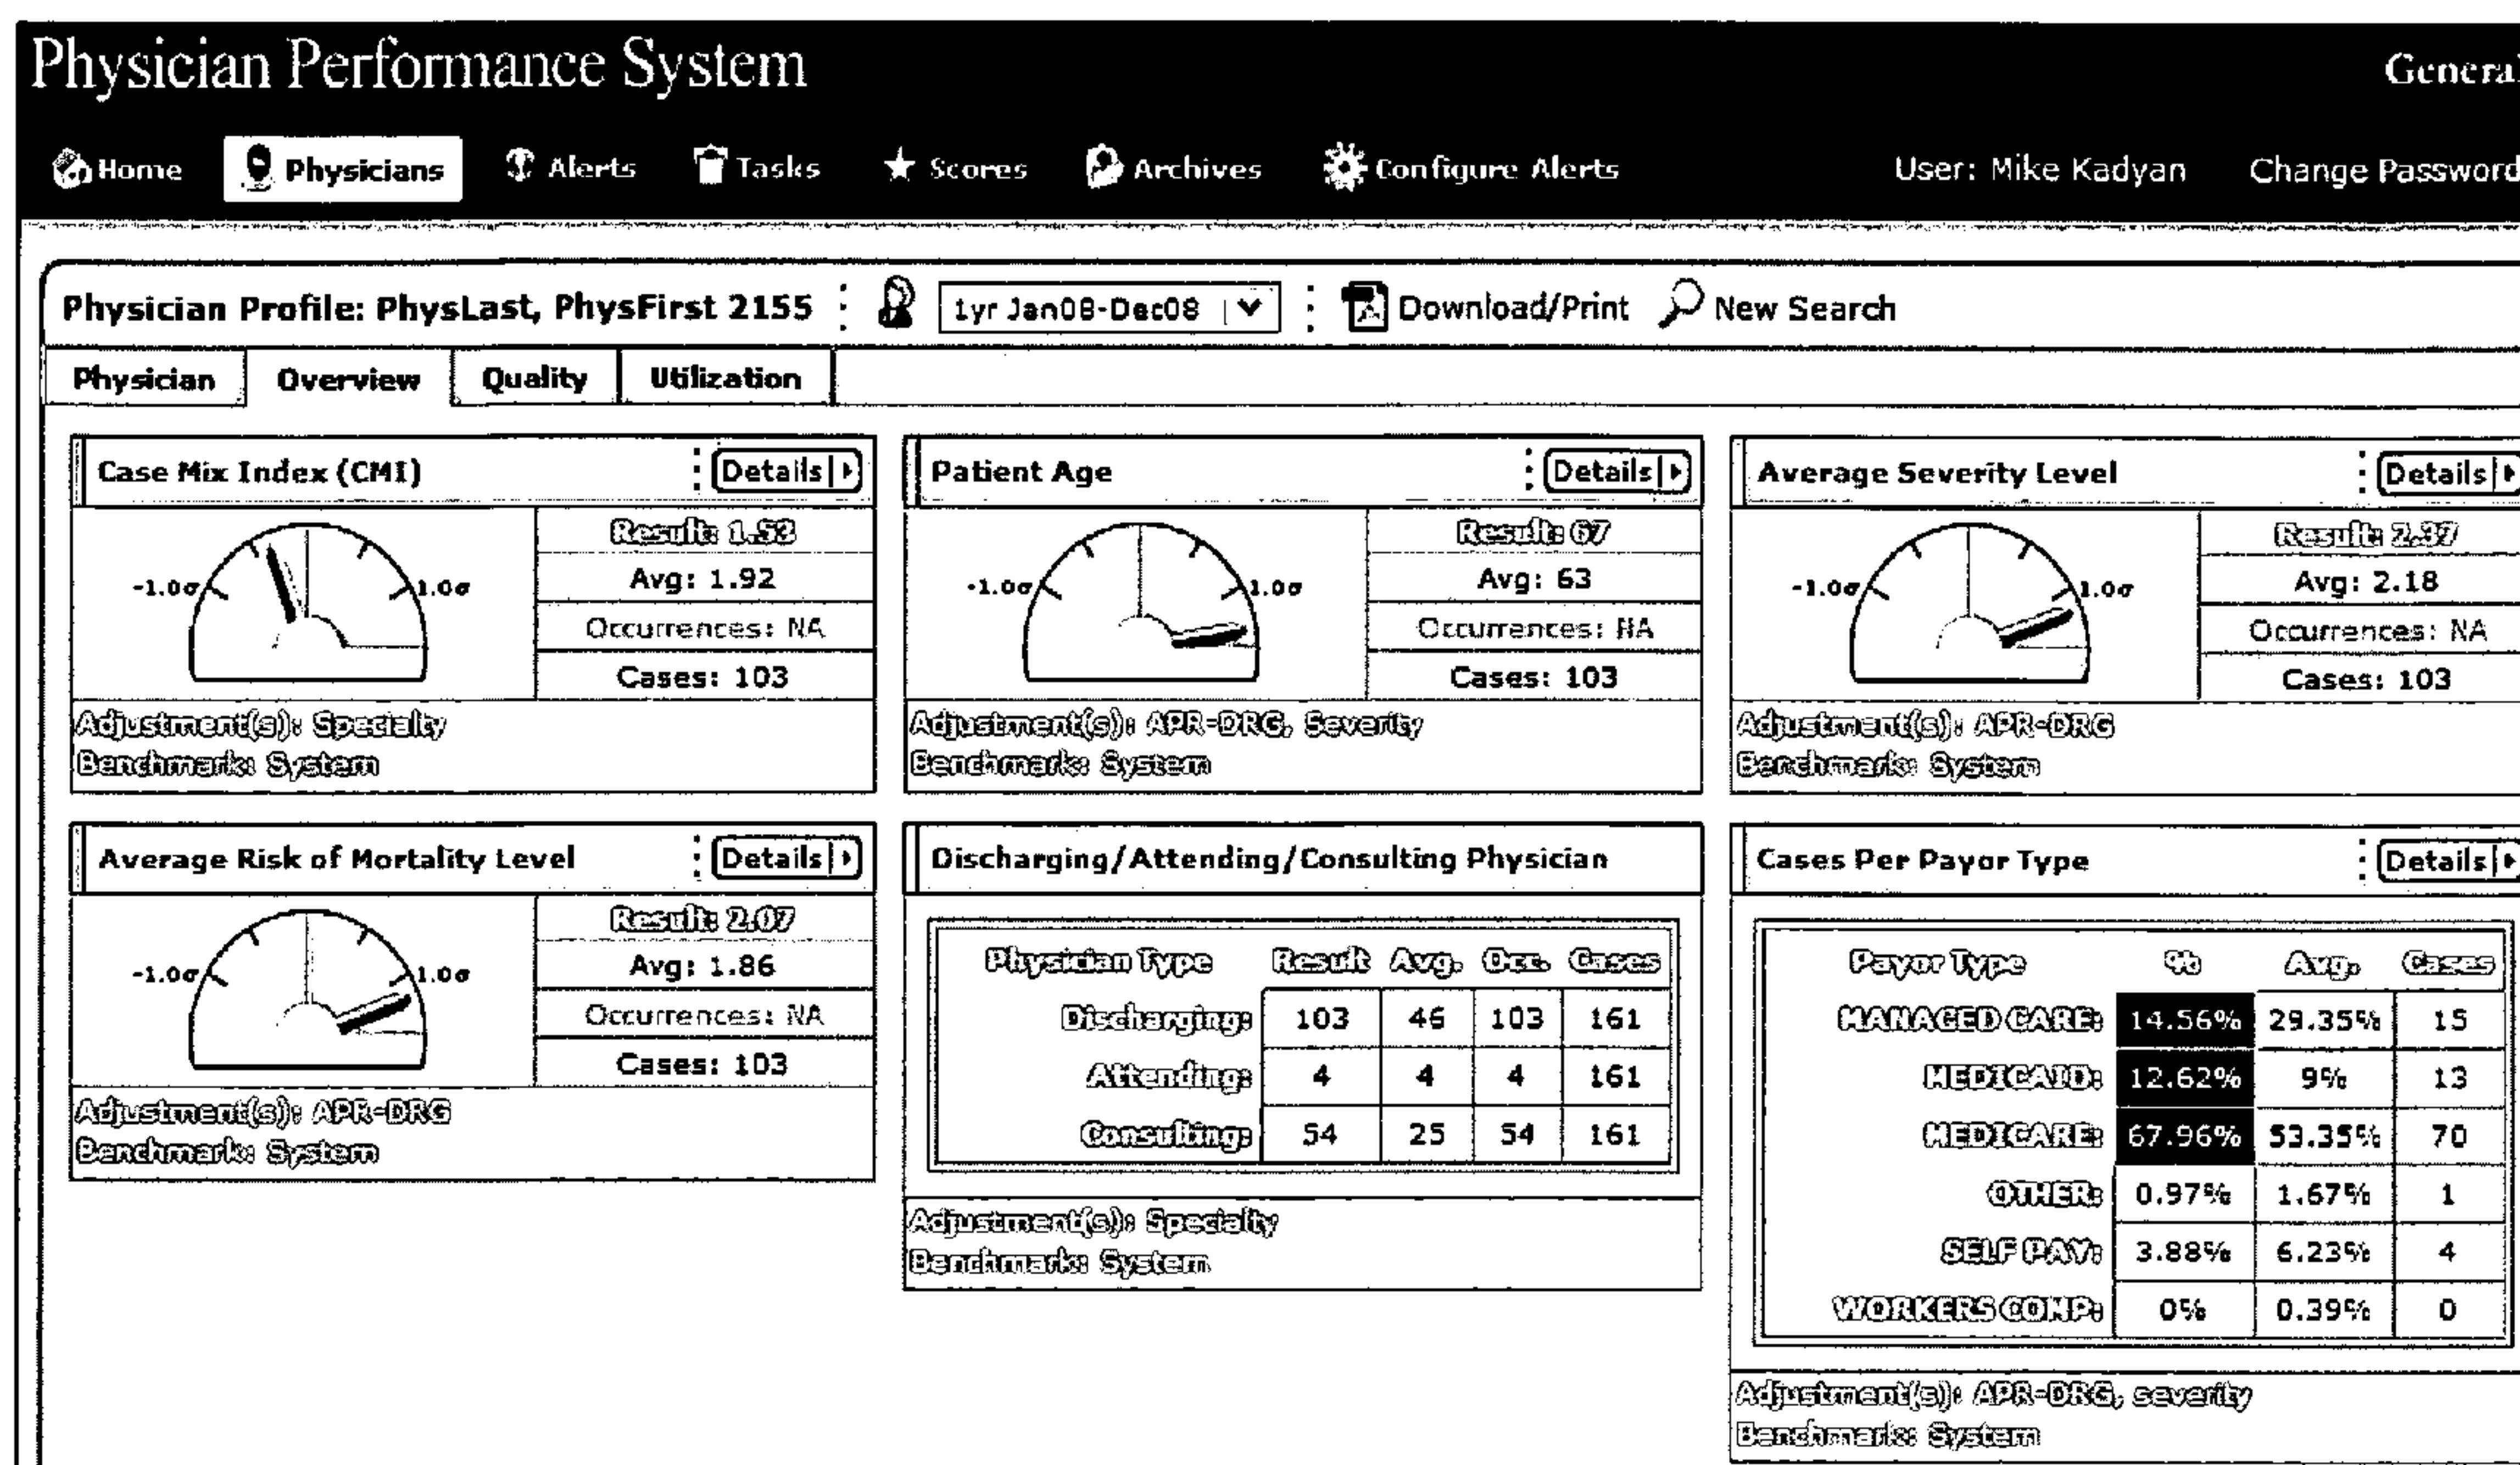 Physician Performance System
General
Home Physicians Alerts Tasks Scores Archives Configure Alerts User: Mike Kadyan Change Password
Physician Profile: PhysLast, PhysFirst 2155 1yr Jan08-Dec08 Download/Print New Search
Physician Overview Quality Utilization
Case Mix Index (CMI) Details
-1.0σ 1.0σ
Result: 1.53
Avg: 1.92
Occurrences: NA
Cases: 103
Adjustment(s): Specialty
Benchmark: System
Patient Age Details
-1.0σ 1.0σ
Result: 67
Avg: 63
Occurrences: NA
Cases: 103
Adjustment(s): APR-DRG, Severity
Benchmark: System
Average Severity Level Details
-1.0σ 1.0σ
Result: 2.37
Avg: 2.18
Occurrences: NA
Cases: 103
Adjustment(s): APR-DRG
Benchmark: System
Average Risk of Mortality Level Details
-1.0σ 1.0σ
Result: 2.07
Avg: 1.86
Occurrences: NA
Cases: 103
Adjustment(s): APR-DRG
Benchmark: System
Discharging/Attending/Consulting Physician
Physician Type Result Avg. Occ. Cases
Discharging: 103 46 103 161
Attending: 4 4 4 161
Consulting: 54 25 54 161
Adjustment(s): Specialty
Benchmark: System
Cases Per Payor Type Details
Payor Type % Avg. Cases
MANAGED CARE: 14.56% 29.35% 15
MEDICAID: 12.62% 9% 13
MEDICARE: 67.96% 53.35% 70
OTHER: 0.97% 1.67% 1
SELF PAY: 3.88% 6.23% 4
WORKERS COMP: 0% 0.39% 0
Adjustment(s): APR-DRG, severity
Benchmark: System